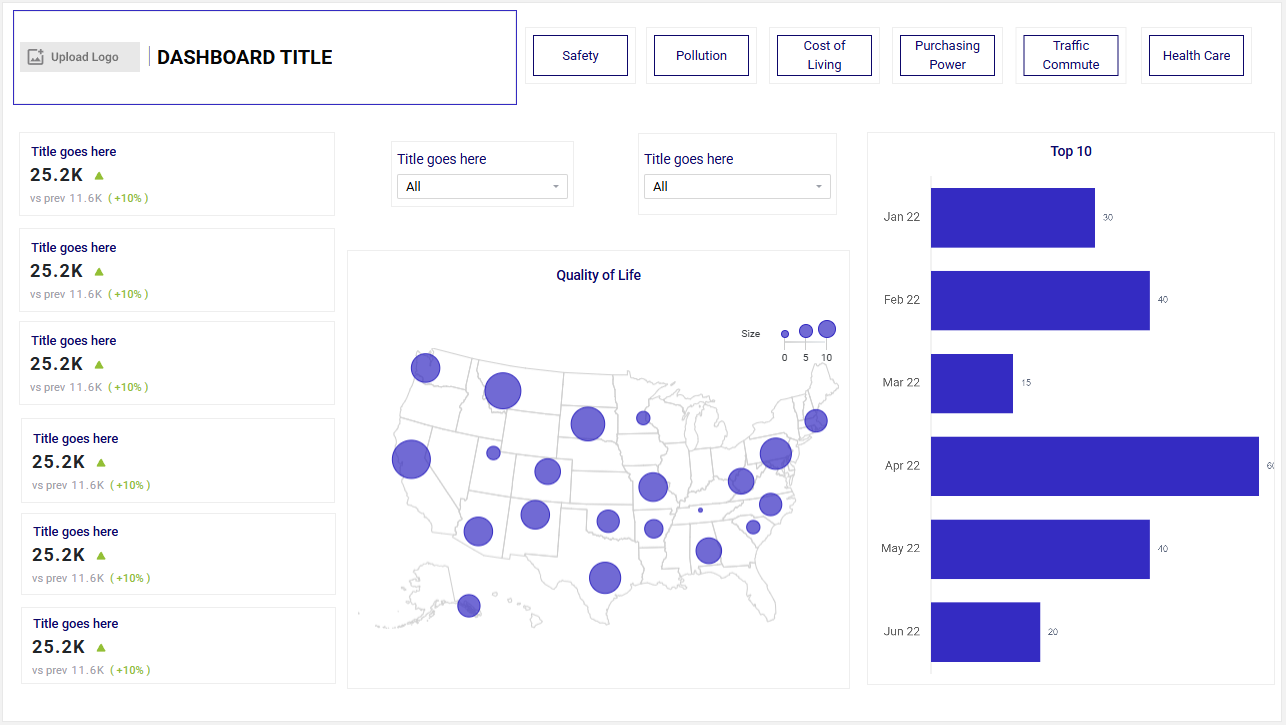 Upload Logo
DASHBOARD TITLE
Safety
Pollution
Cost of
Living
Purchasing
Power
Traffic
Commute
Health Care
Title goes here
25.2K
vs prev 11.6K (+10%)
Title goes here
25.2K
vs prev 11.6K (+10%)
Title goes here
25.2K
vs prev 11.6K (+10%)
Title goes here
25.2K
vs prev 11.6K (+10%)
Title goes here
25.2K
vs prev 11.6K (+10%)
Title goes here
25.2K
vs prev 11.6K (+10%)
Title goes here
All
Title goes here
All
Quality of Life
Size
0 5 10
Top 10
Jan 22 30
Feb 22 40
Mar 22 15
Apr 22
May 22 40
Jun 22 20